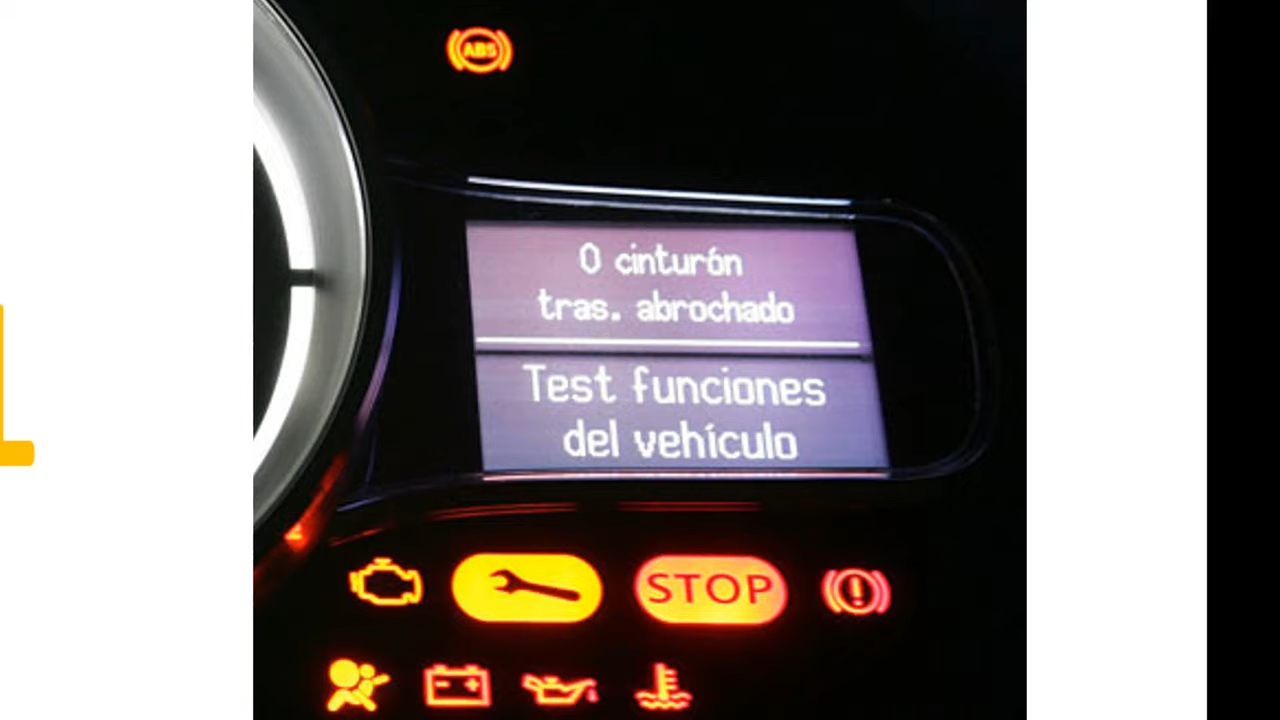 ABS
0 cinturón
tras. abrochado
Test funciones
del vehículo
STOP